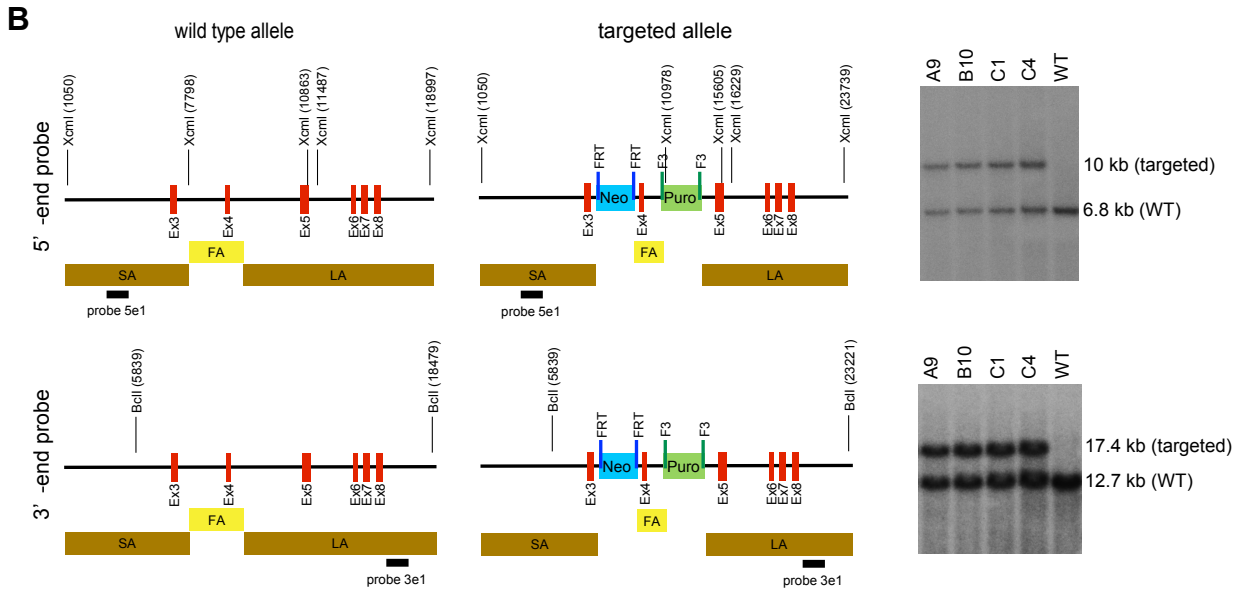 B
wild type allele
targeted allele
5' -end probe
XcmI (1050)
XcmI (7798)
XcmI (10863)
XcmI (11487)
XcmI (18997)
Ex3
Ex4
Ex5
Ex6
Ex7
Ex8
FA
SA
LA
probe 5e1
XcmI (1050)
XcmI (10978)
XcmI (15605)
XcmI (16229)
XcmI (23739)
FRT
FRT
F3
F3
Neo
Puro
Ex3
Ex4
Ex5
Ex6
Ex7
Ex8
FA
SA
LA
probe 5e1
A9
B10
C1
C4
WT
10 kb (targeted)
6.8 kb (WT)
3' -end probe
BclI (5839)
BclI (18479)
Ex3
Ex4
Ex5
Ex6
Ex7
Ex8
FA
SA
LA
probe 3e1
BclI (5839)
BclI (23221)
FRT
FRT
F3
F3
Neo
Puro
Ex3
Ex4
Ex5
Ex6
Ex7
Ex8
FA
SA
LA
probe 3e1
A9
B10
C1
C4
WT
17.4 kb (targeted)
12.7 kb (WT)